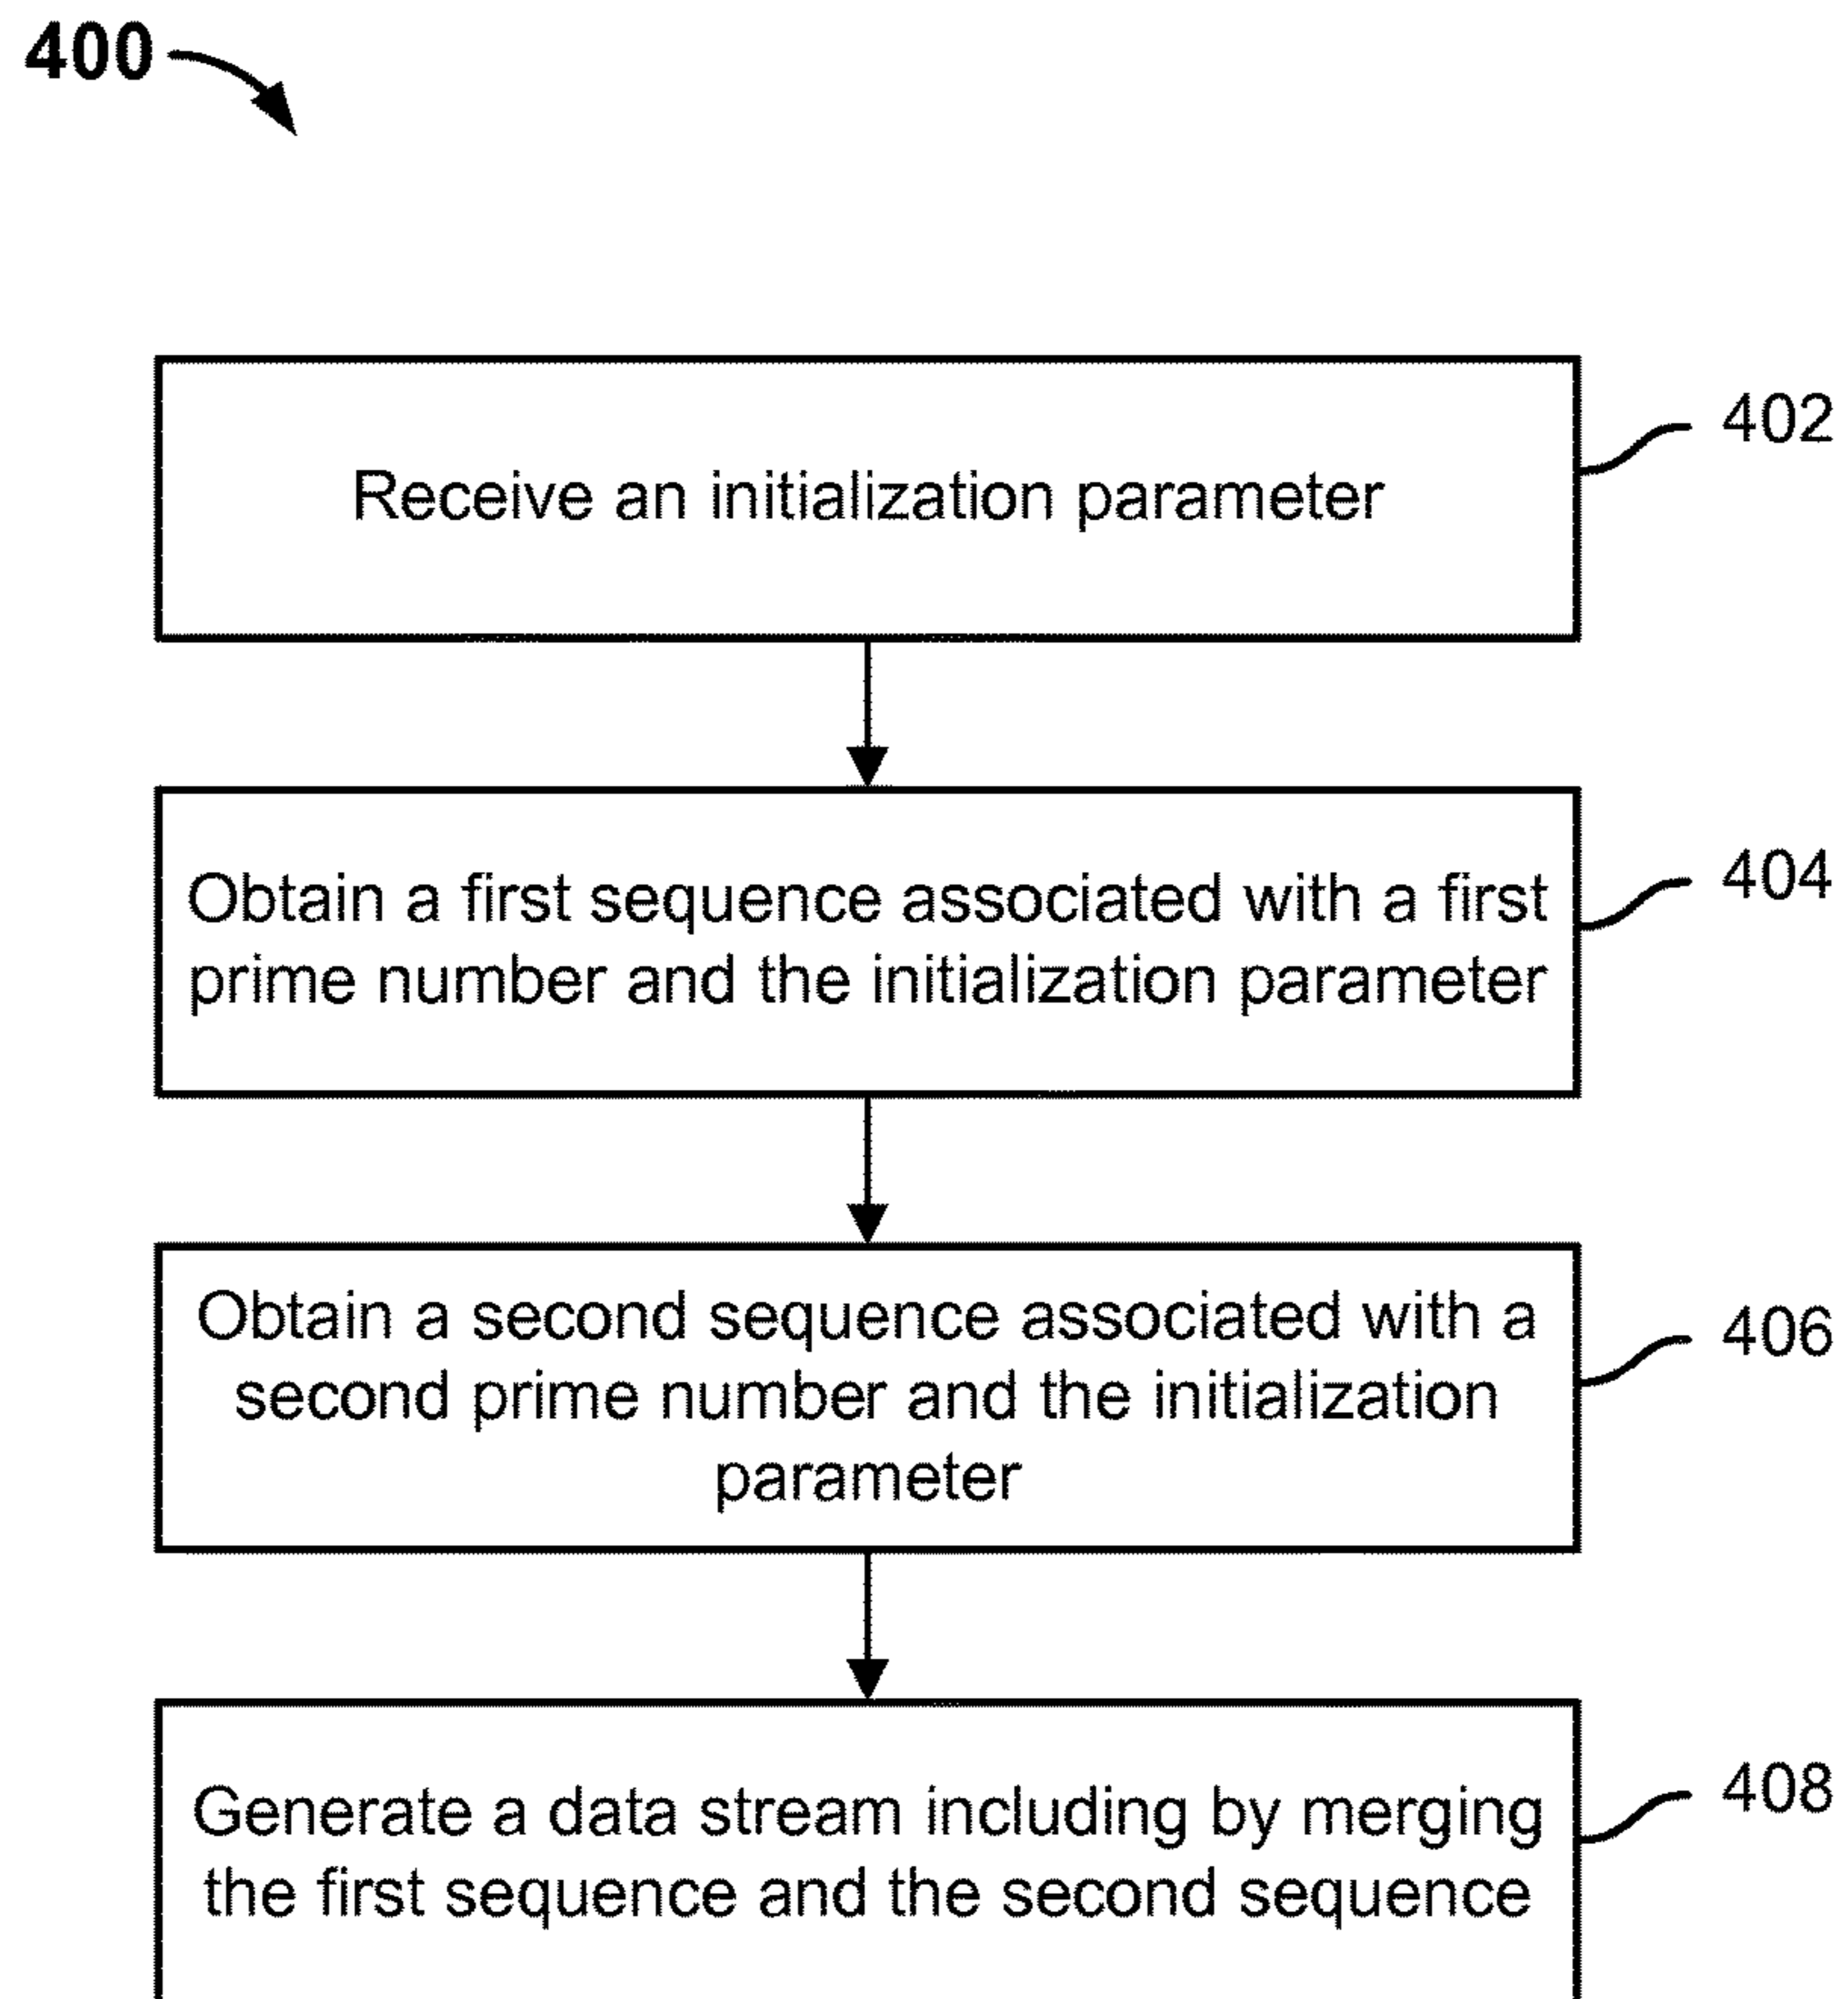 400
402
Receive an initialization parameter
404
Obtain a first sequence associated with a first
prime number and the initialization parameter
406
Obtain a second sequence associated with a
second prime number and the initialization
parameter
408
Generate a data stream including by merging
the first sequence and the second sequence